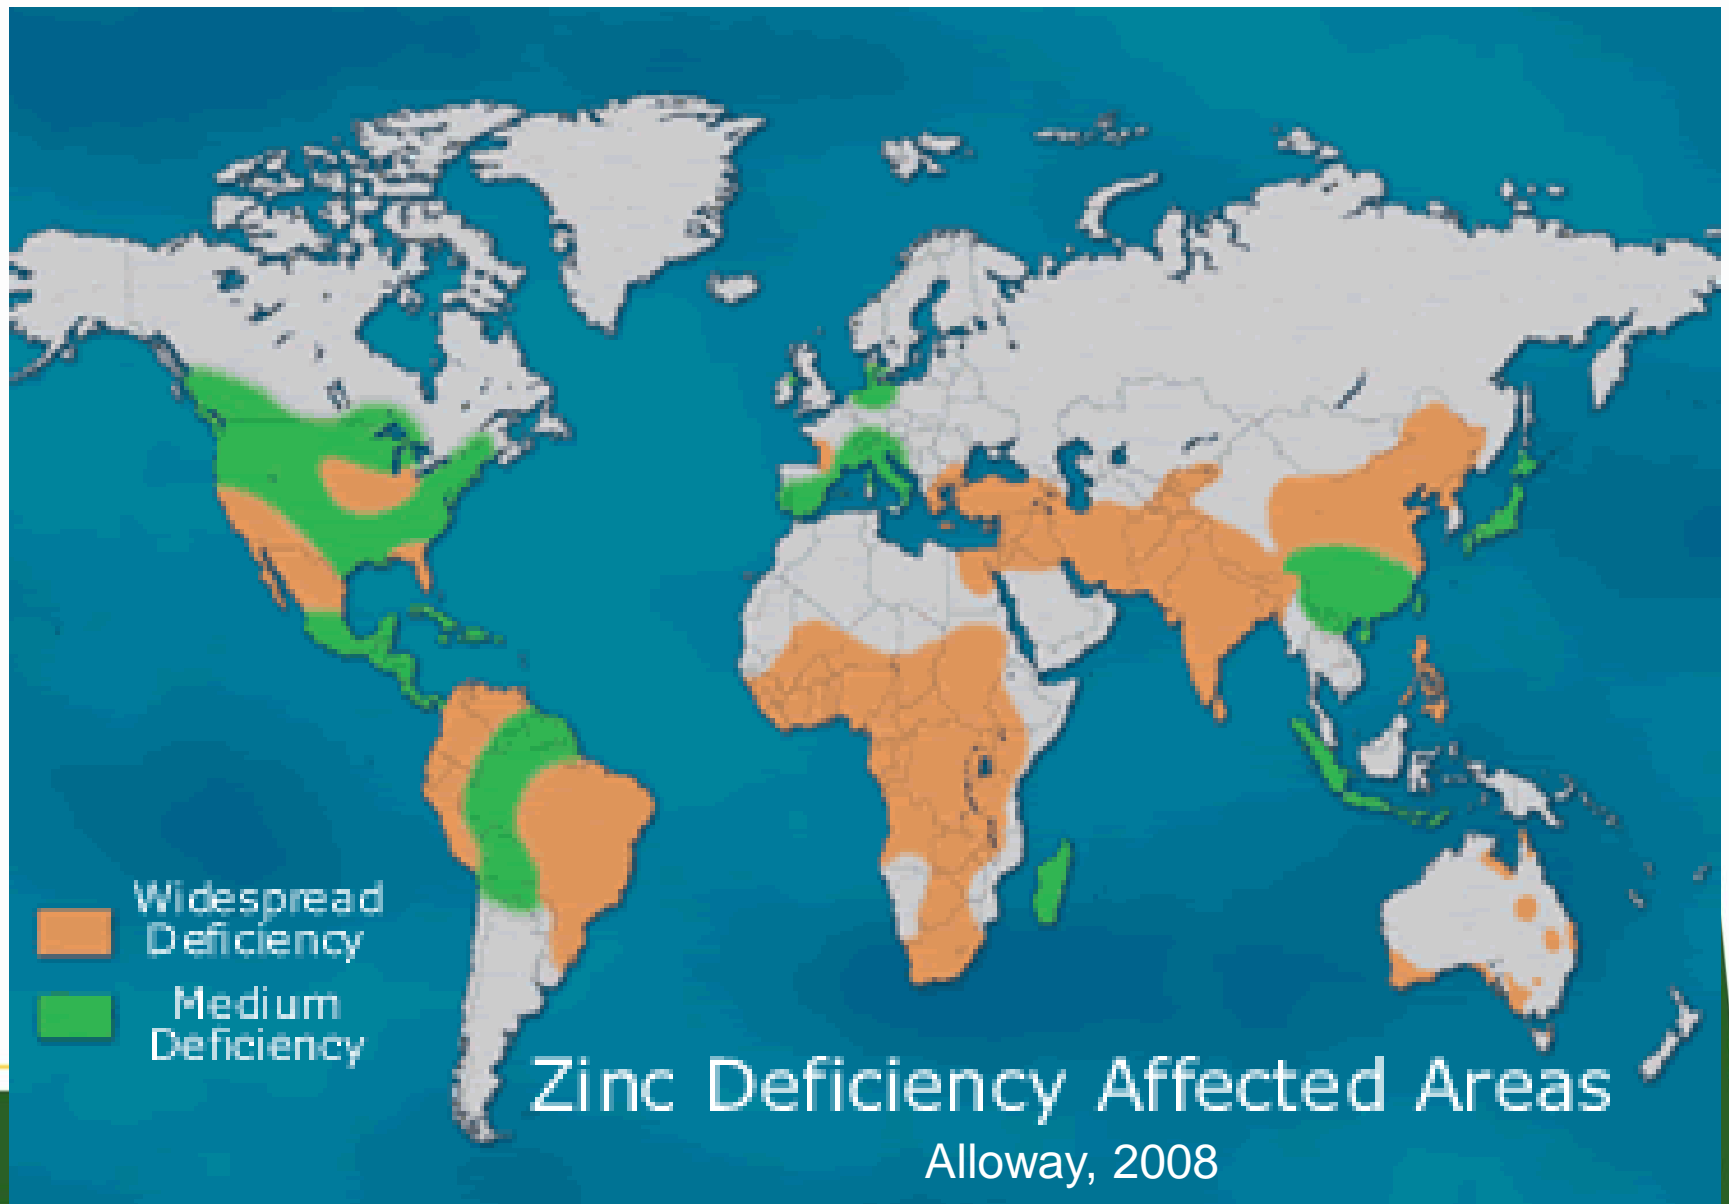 Widespread
Deficiency
Medium
Deficiency
Zinc Deficiency Affected Areas
Alloway, 2008